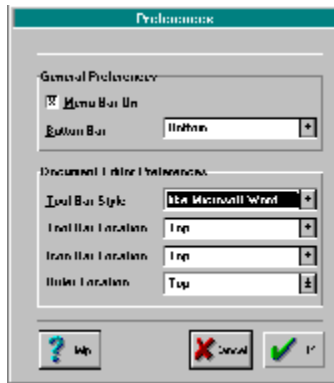 Preferences
General Preferences
Menu Bar On
Button Bar Bottom
Document Editor Preferences
Tool Bar Style like Microsoft Word
Tool Bar Location Top
Icon Bar Location Top
Ruler Location Top
Help Cancel